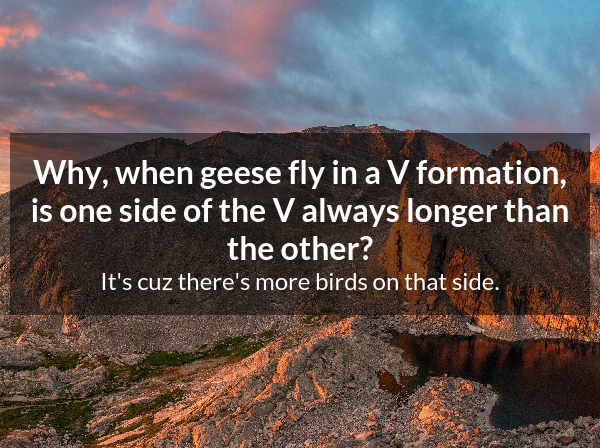 Why, when geese fly in a V formation,
is one side of the V always longer than
the other?
It's cuz there's more birds on that side.